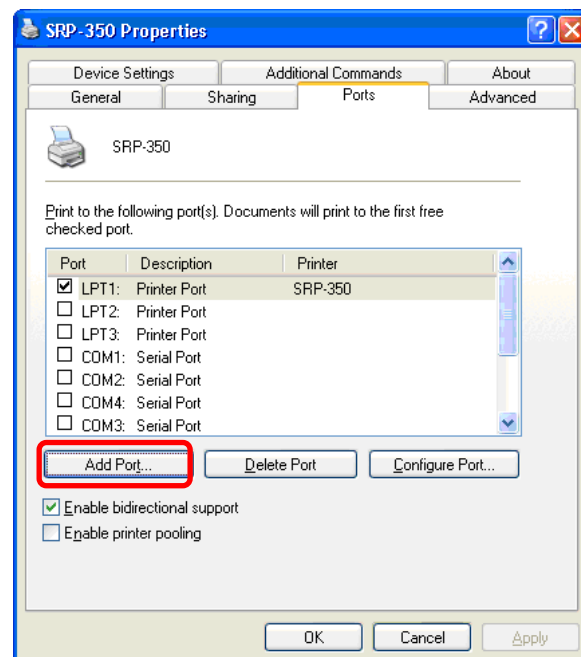 SRP-350 Properties
Device Settings Additional Commands About
General Sharing Ports Advanced
SRP-350
Print to the following port(s). Documents will print to the first free
checked port.
Port Description Printer
LPT1: Printer Port SRP-350
LPT2: Printer Port
LPT3: Printer Port
COM1: Serial Port
COM2: Serial Port
COM4: Serial Port
COM3: Serial Port
Add Port... Delete Port Configure Port...
Enable bidirectional support
Enable printer pooling
OK Cancel Apply